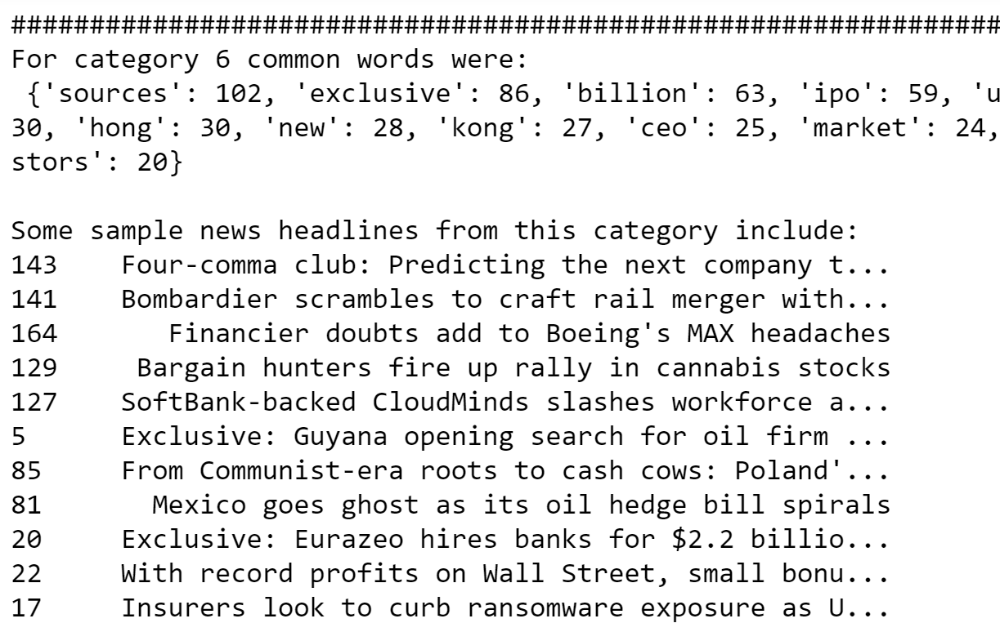 ###############################################################
For category 6 common words were:
{'sources': 102, 'exclusive': 86, 'billion': 63, 'ipo': 59, 'u
30, 'hong': 30, 'new': 28, 'kong': 27, 'ceo': 25, 'market': 24,
stors': 20}
Some sample news headlines from this category include:
143 Four-comma club: Predicting the next company t...
141 Bombardier scrambles to craft rail merger with...
164 Financier doubts add to Boeing's MAX headaches
129 Bargain hunters fire up rally in cannabis stocks
127 SoftBank-backed CloudMinds slashes workforce a...
5 Exclusive: Guyana opening search for oil firm ...
85 From Communist-era roots to cash cows: Poland'...
81 Mexico goes ghost as its oil hedge bill spirals
20 Exclusive: Eurazeo hires banks for $2.2 billio...
22 With record profits on Wall Street, small bonu...
17 Insurers look to curb ransomware exposure as U...